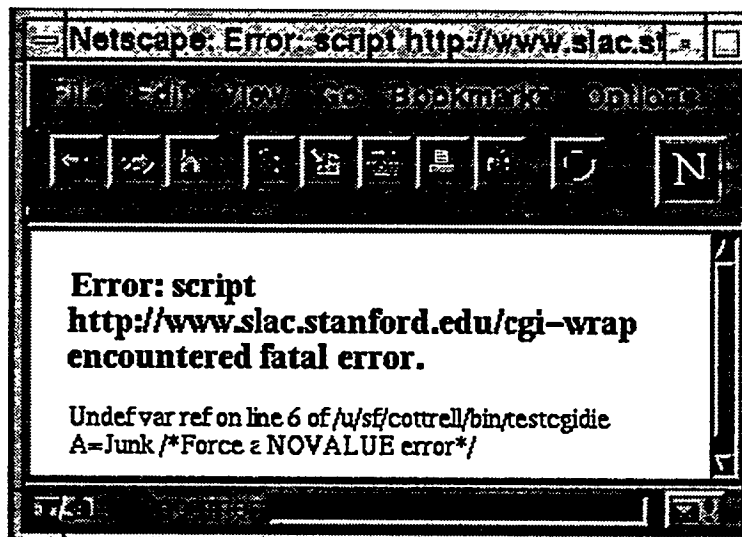 Netscape: Error: script http://www.slac.st
File Edit View Go Bookmarks Options
N
Error: script
http://www.slac.stanford.edu/cgi-wrap
encountered fatal error.
Undef var ref on line 6 of /u/sf/cottrell/bin/testcgidie
A=Junk /*Force a NOVALUE error*/